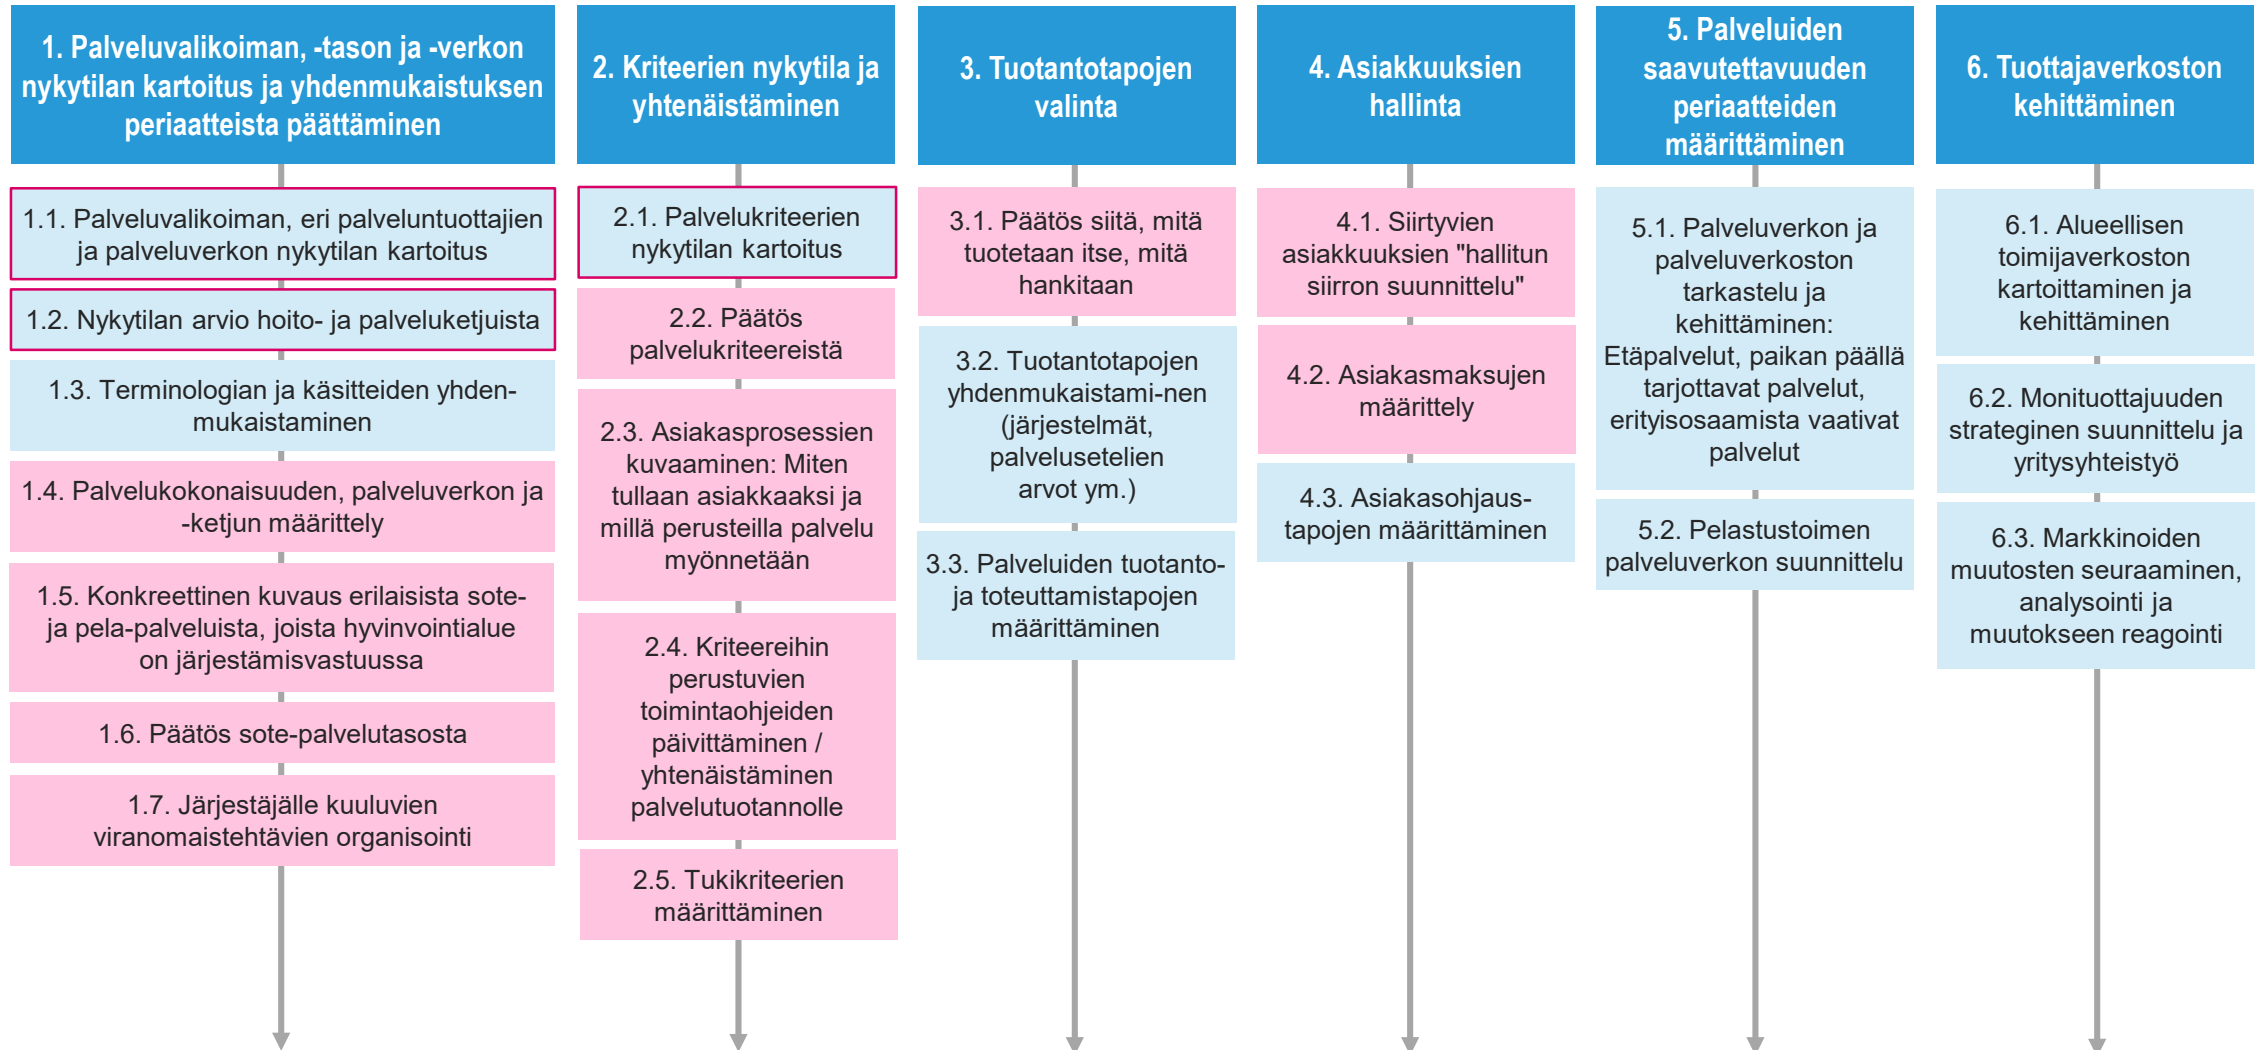 1. Palveluvalikoiman, -tason ja -verkon
nykytilan kartoitus ja yhdenmukaistuksen
periaatteista päättäminen
1.1. Palveluvalikoiman, eri palveluntuottajien
ja palveluverkon nykytilan kartoitus
1.2. Nykytilan arvio hoito- ja palveluketjuista
1.3. Terminologian ja käsitteiden yhden-
mukaistaminen
1.4. Palvelukokonaisuuden, palveluverkon ja
-ketjun määrittely
1.5. Konkreettinen kuvaus erilaisista sote-
ja pela-palveluista, joista hyvinvointialue
on järjestämisvastuussa
1.6. Päätös sote-palvelutasosta
1.7. Järjestäjälle kuuluvien
viranomaistehtävien organisointi
2. Kriteerien nykytila ja
yhtenäistäminen
2.1. Palvelukriteerien
nykytilan kartoitus
2.2. Päätös
palvelukriteereistä
2.3. Asiakasprosessien
kuvaaminen: Miten
tullaan asiakkaaksi ja
millä perusteilla palvelu
myönnetään
2.4. Kriteereihin
perustuvien
toimintaohjeiden
päivittäminen /
yhtenäistäminen
palvelutuotannolle
2.5. Tukikriteerien
määrittäminen
3. Tuotantotapojen
valinta
3.1. Päätös siitä, mitä
tuotetaan itse, mitä
hankitaan
3.2. Tuotantotapojen
yhdenmukaistami-nen
(järjestelmät,
palvelusetelien
arvot ym.)
3.3. Palveluiden tuotanto-
ja toteuttamistapojen
määrittäminen
4. Asiakkuuksien
hallinta
4.1. Siirtyvien
asiakkuuksien "hallitun
siirron suunnittelu"
4.2. Asiakasmaksujen
määrittely
4.3. Asiakasohjaus-
tapojen määrittäminen
5. Palveluiden
saavutettavuuden
periaatteiden
määrittäminen
5.1. Palveluverkon ja
palveluverkoston
tarkastelu ja
kehittäminen:
Etäpalvelut, paikan päällä
tarjottavat palvelut,
erityisosaamista vaativat
palvelut
5.2. Pelastustoimen
palveluverkon suunnittelu
6. Tuottajaverkoston
kehittäminen
6.1. Alueellisen
toimijaverkoston
kartoittaminen ja
kehittäminen
6.2. Monituottajuuden
strateginen suunnittelu ja
yritysyhteistyö
6.3. Markkinoiden
muutosten seuraaminen,
analysointi ja
muutokseen reagointi